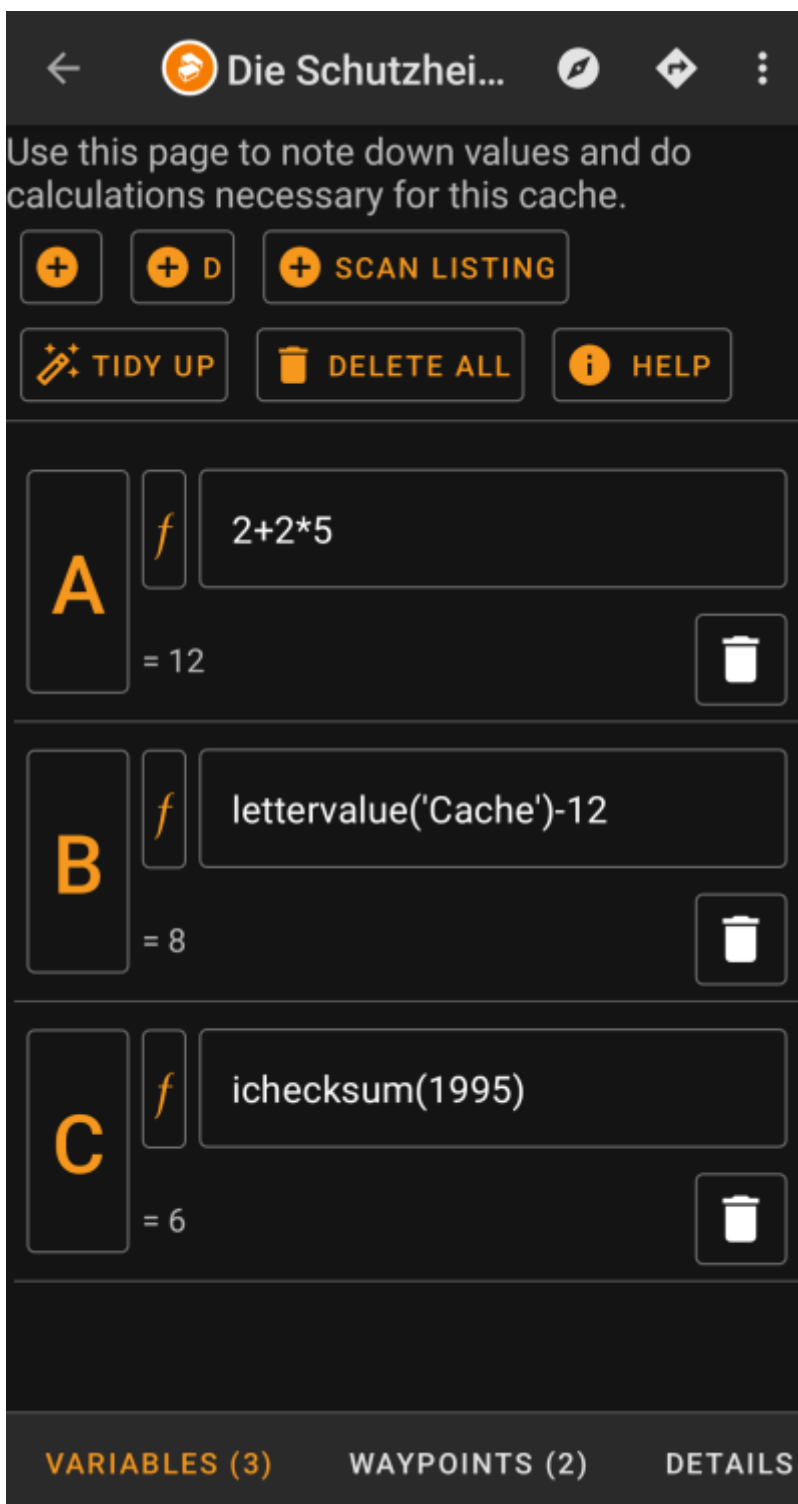 Die Schutzhei...
Use this page to note down values and do
calculations necessary for this cache.
D
SCAN LISTING
TIDY UP
DELETE ALL
HELP
A
f
2+2*5
= 12
B
f
lettervalue('Cache')-12
= 8
C
f
ichecksum(1995)
= 6
VARIABLES (3)
WAYPOINTS (2)
DETAILS